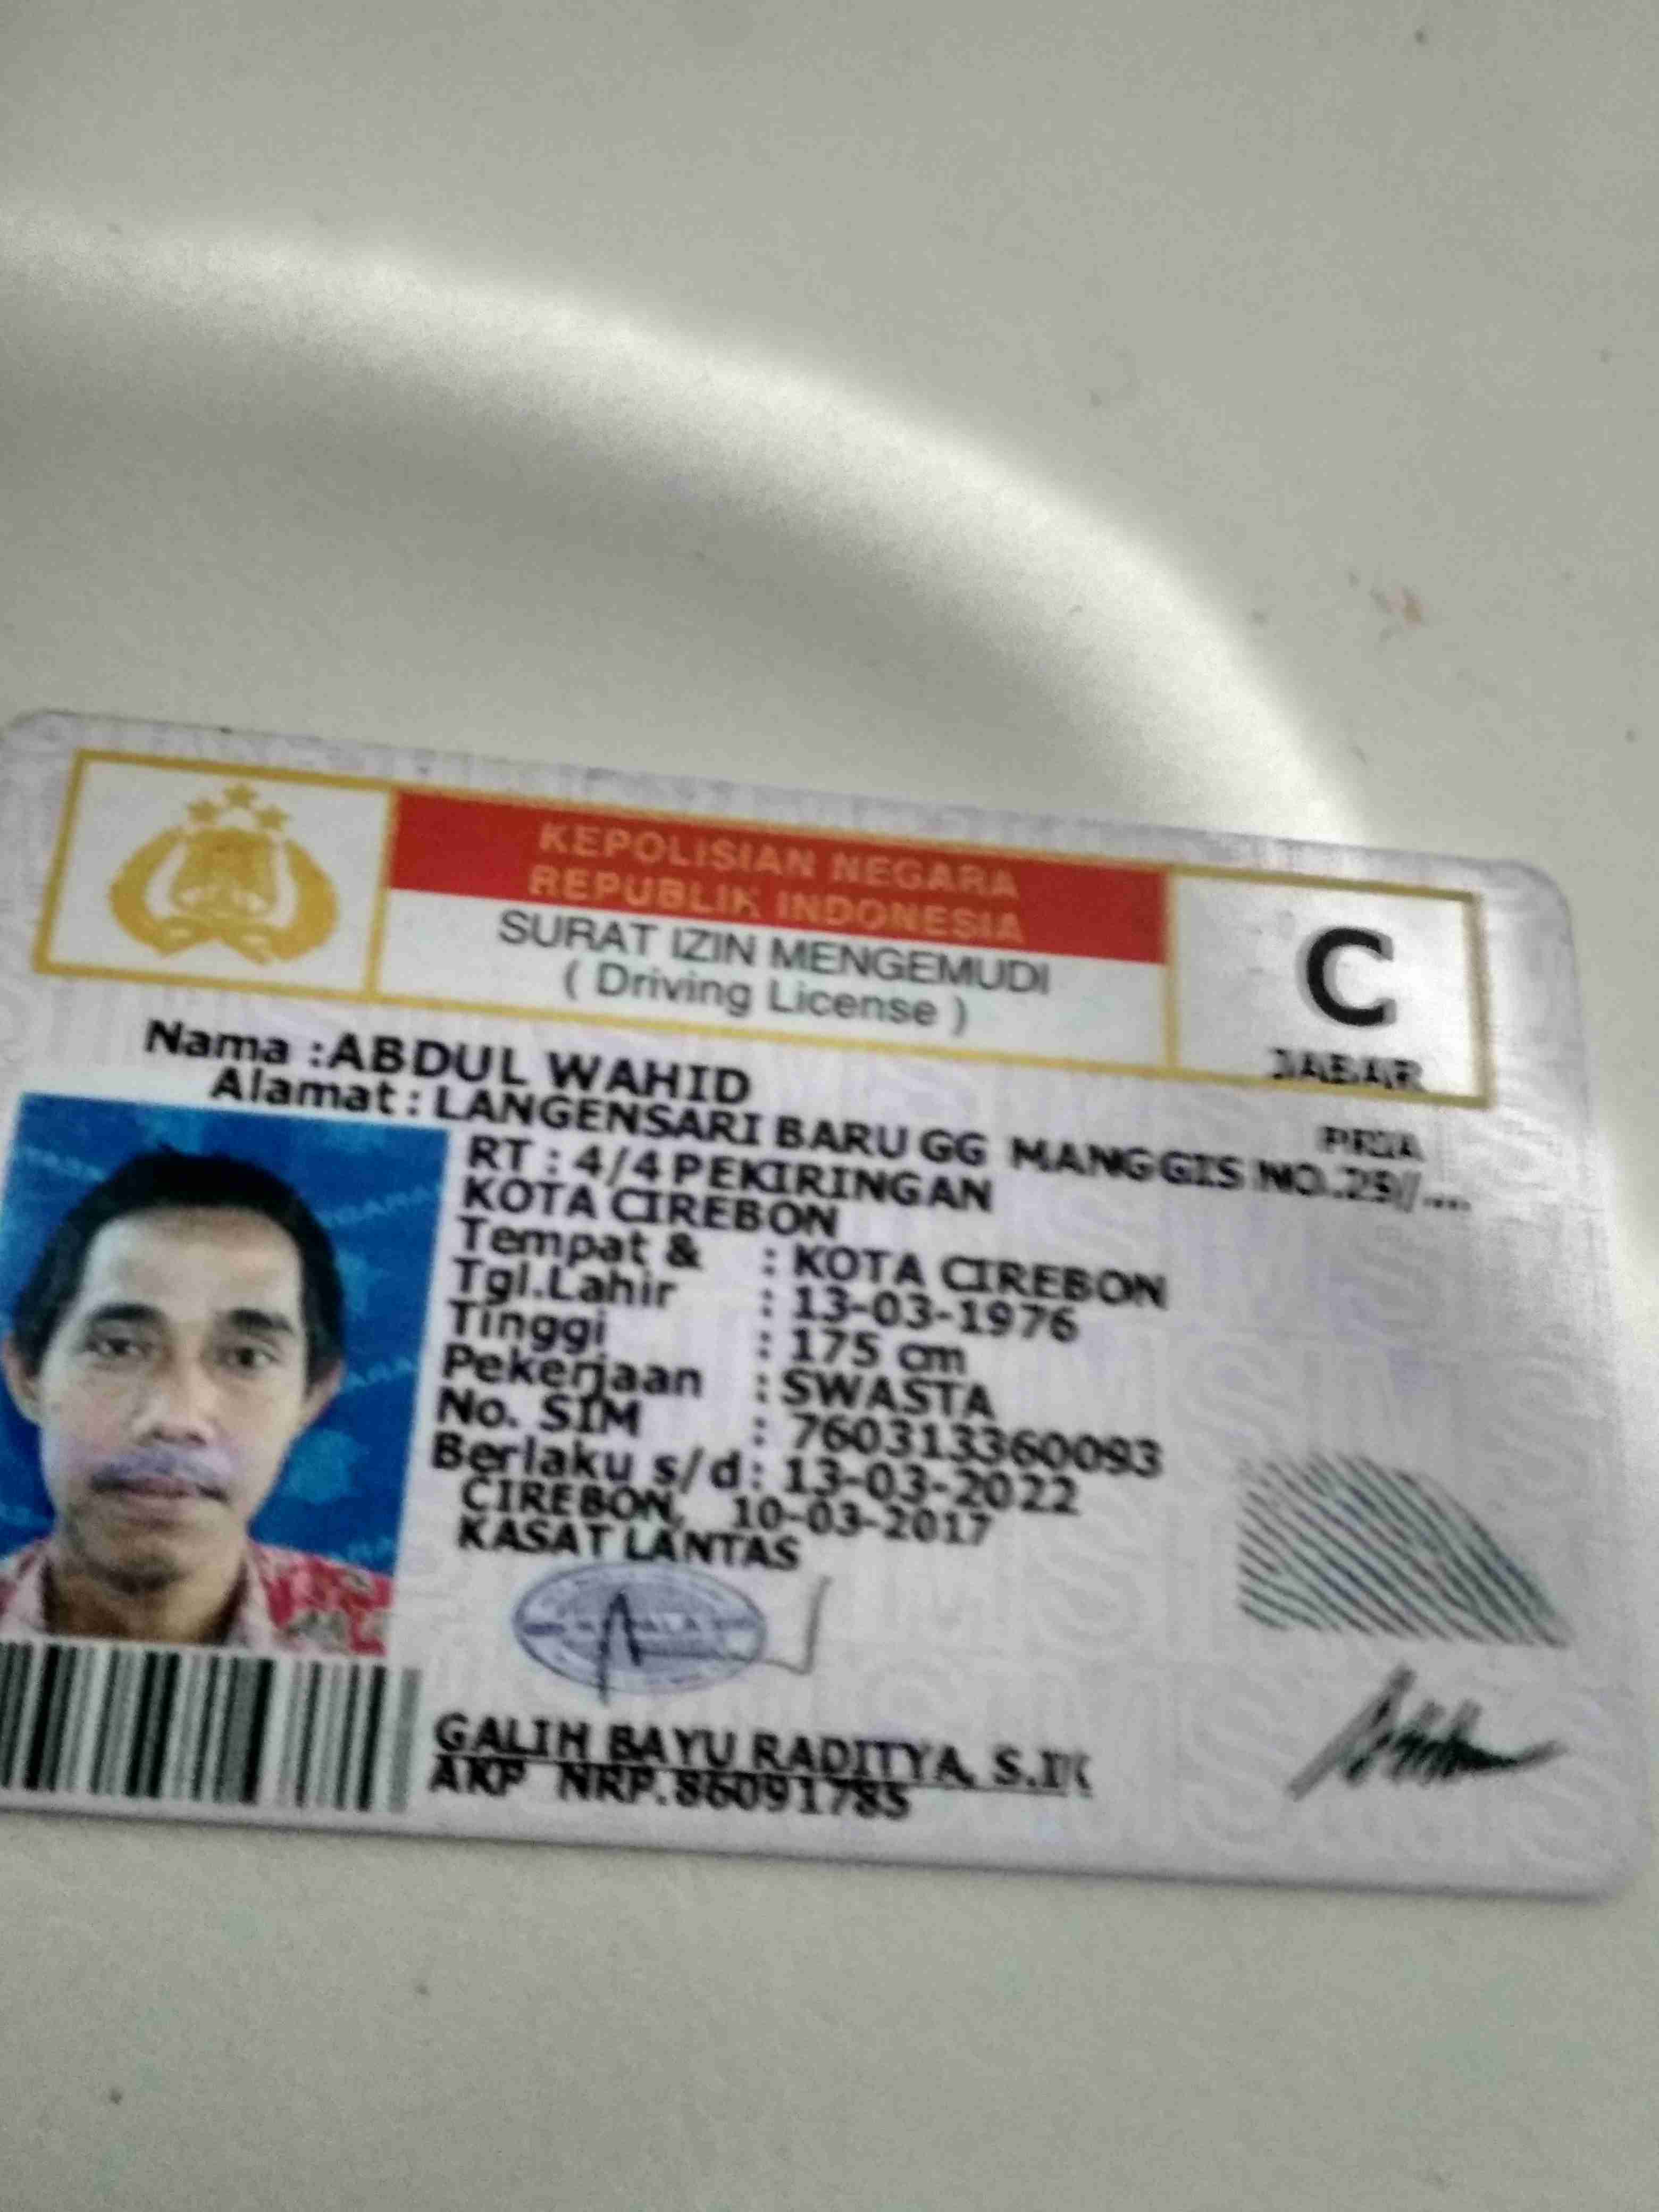 KEPOLISIAN NEGARA
REPUBLIK INDONESIA
SURAT IZIN MENGEMUDI
( Driving License )
C
JABAR
Nama :ABDUL WAHID
PRIA
Alamat : LANGENSARI BARU GG MANGGIS NO.29//....
RT : 4/4 PEKIRINGAN
KOTA CIREBON
Tempat & : KOTA CIREBON
Tgl.Lahir : 13-03-1976
Tinggi : 175 cm
Pekerjaan : SWASTA
No. SIM : 760313360093
Berlaku s/d : 13-03-2022
CIREBON, 10-03-2017
KASAT LANTAS
GALIH BAYU RADITYA, S.IK
AKP NRP.86091785